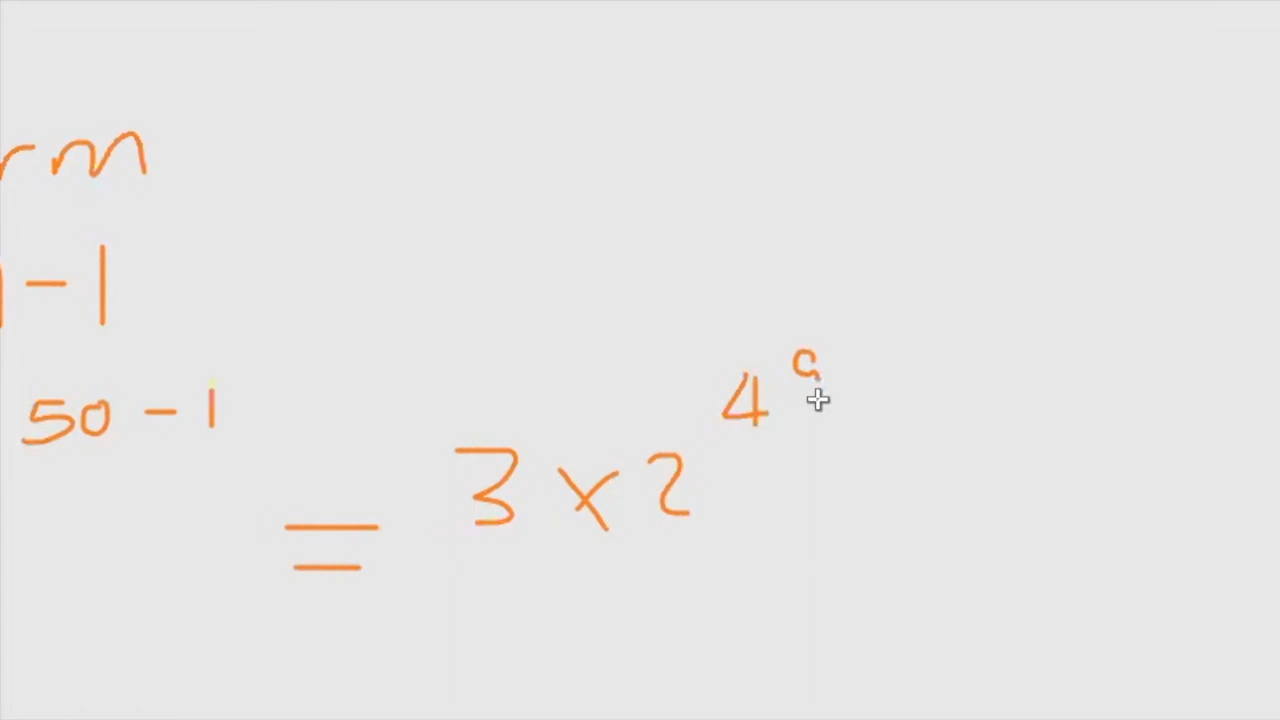 rm
- 1
50 - 1
= 3 x 2 4